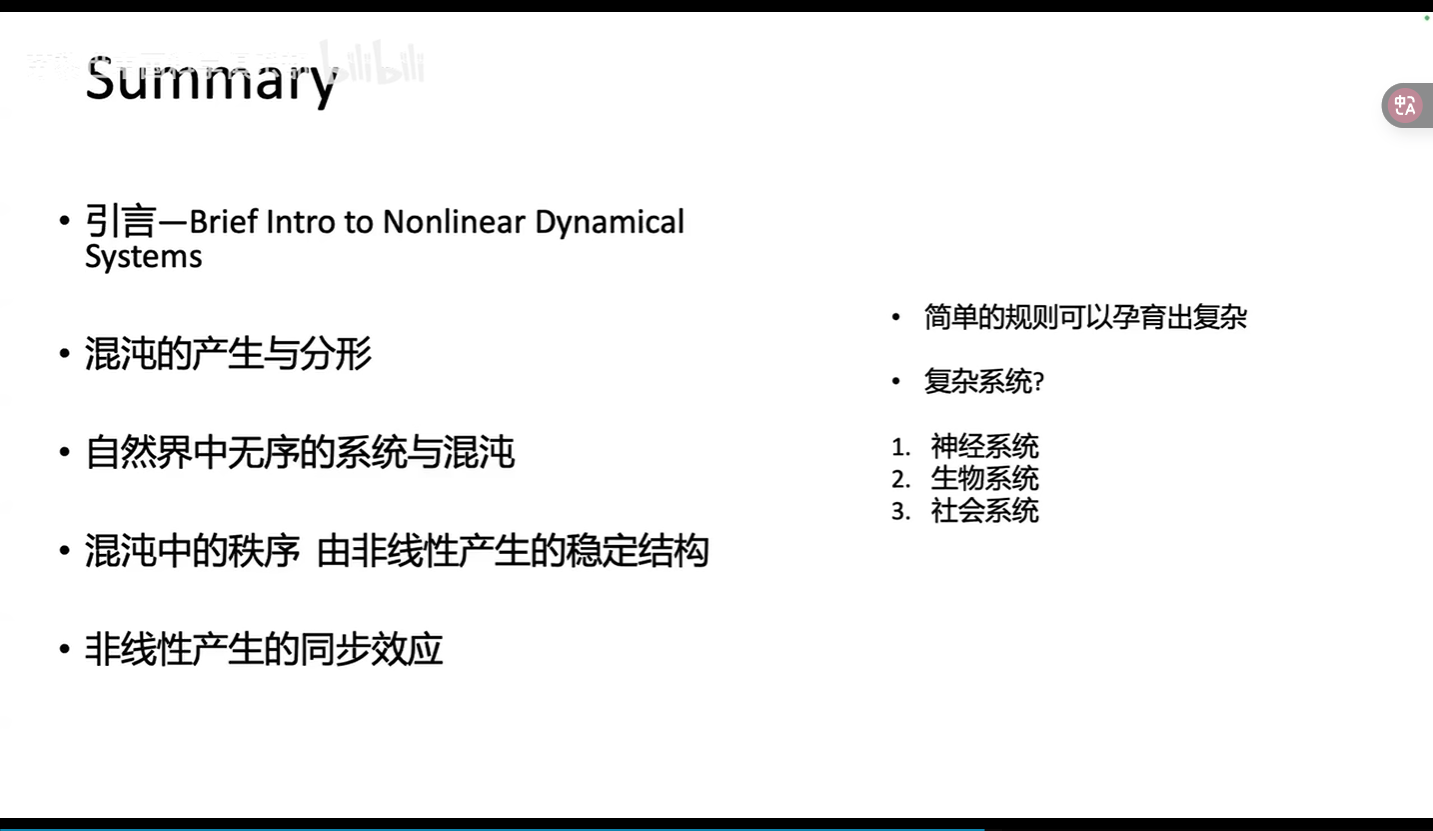 bilibili
Summary
• 引言—Brief Intro to Nonlinear Dynamical
Systems
• 混沌的产生与分形
• 自然界中无序的系统与混沌
• 混沌中的秩序 由非线性产生的稳定结构
• 非线性产生的同步效应
• 简单的规则可以孕育出复杂
• 复杂系统?
1. 神经系统
2. 生物系统
3. 社会系统
中A